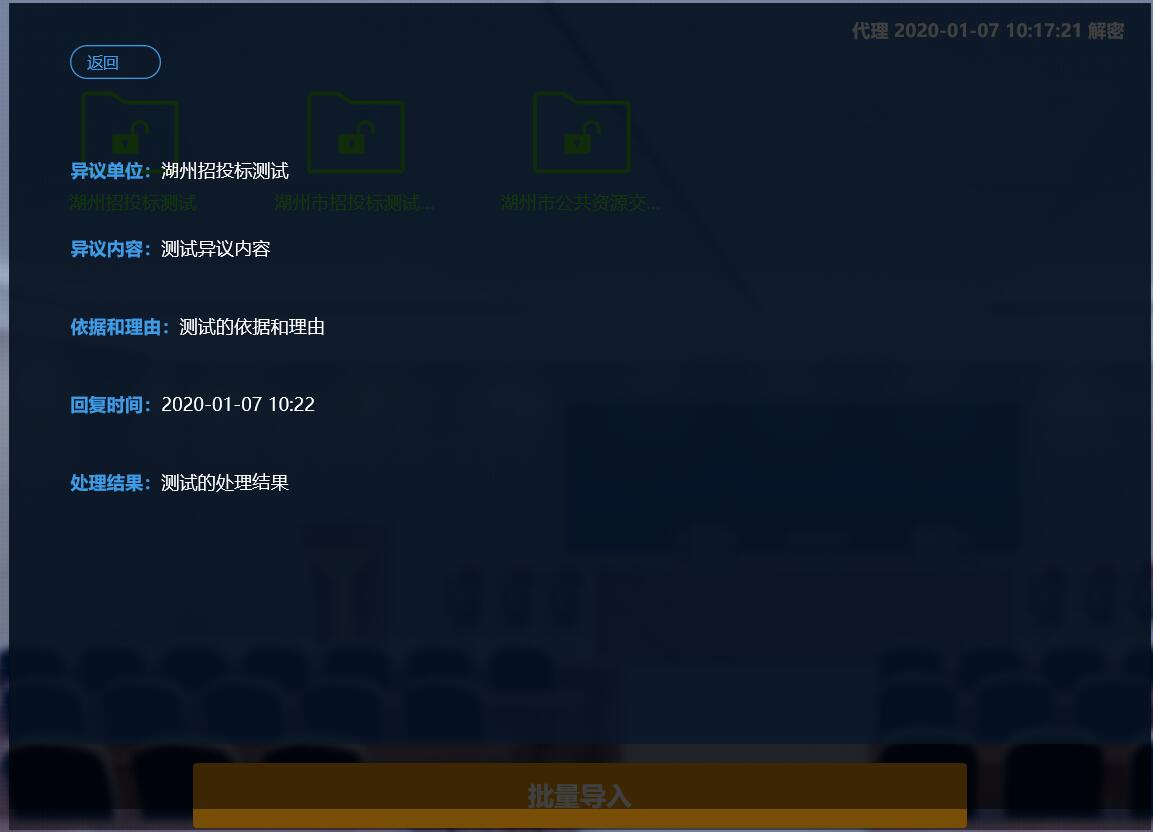 代理 2020-01-07 10:17:21 解密
返回
异议单位：湖州招投标测试
湖州招投标测试 湖州市招投标测试... 湖州市公共资源交...
异议内容：测试异议内容
依据和理由：测试的依据和理由
回复时间：2020-01-07 10:22
处理结果：测试的处理结果
批量导入